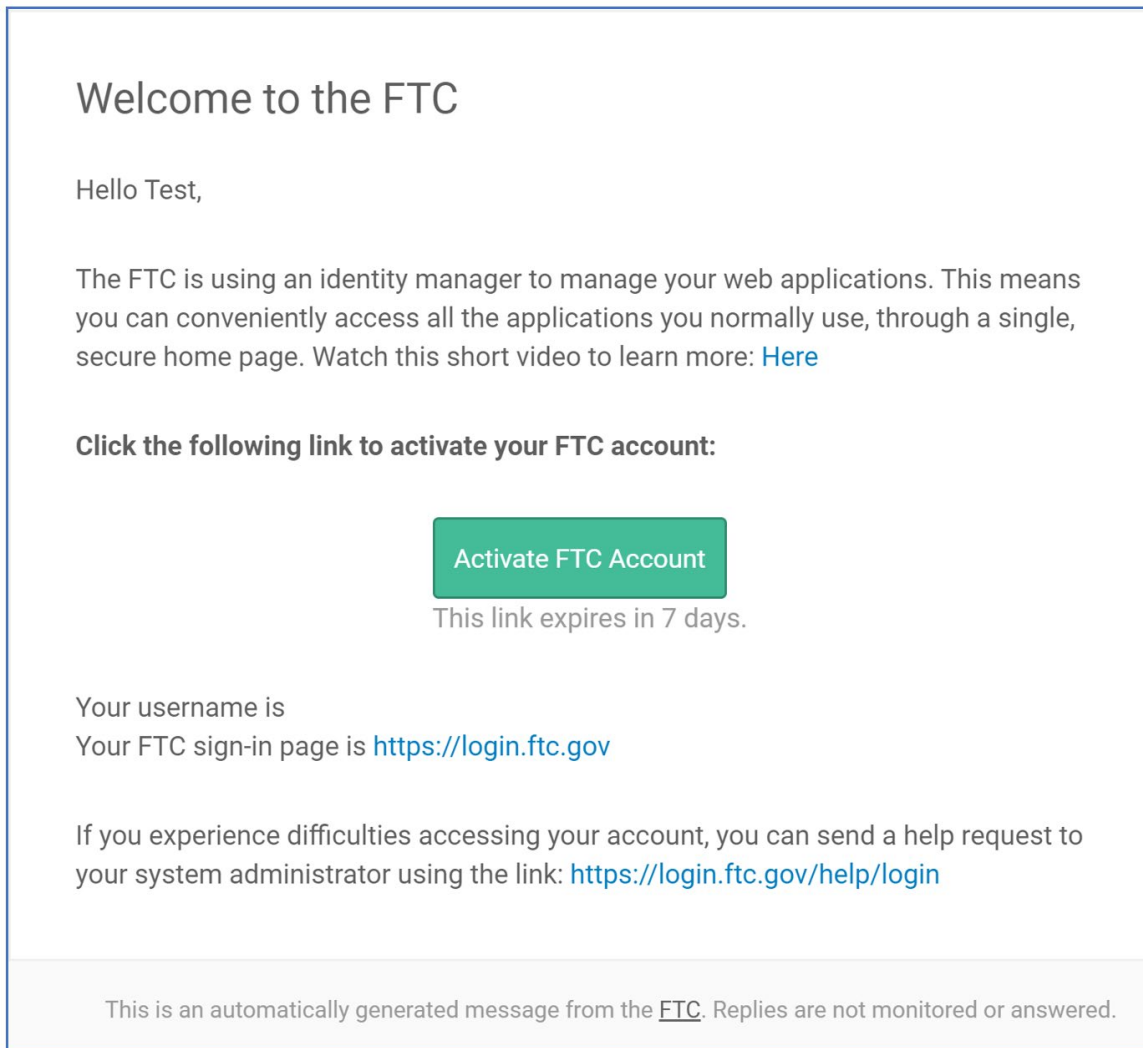 Welcome to the FTC
Hello Test,
The FTC is using an identity manager to manage your web applications. This means
you can conveniently access all the applications you normally use, through a single,
secure home page. Watch this short video to learn more: Here
Click the following link to activate your FTC account:
Activate FTC Account
This link expires in 7 days.
Your username is
Your FTC sign-in page is https://login.ftc.gov
If you experience difficulties accessing your account, you can send a help request to
your system administrator using the link: https://login.ftc.gov/help/login
This is an automatically generated message from the FTC. Replies are not monitored or answered.